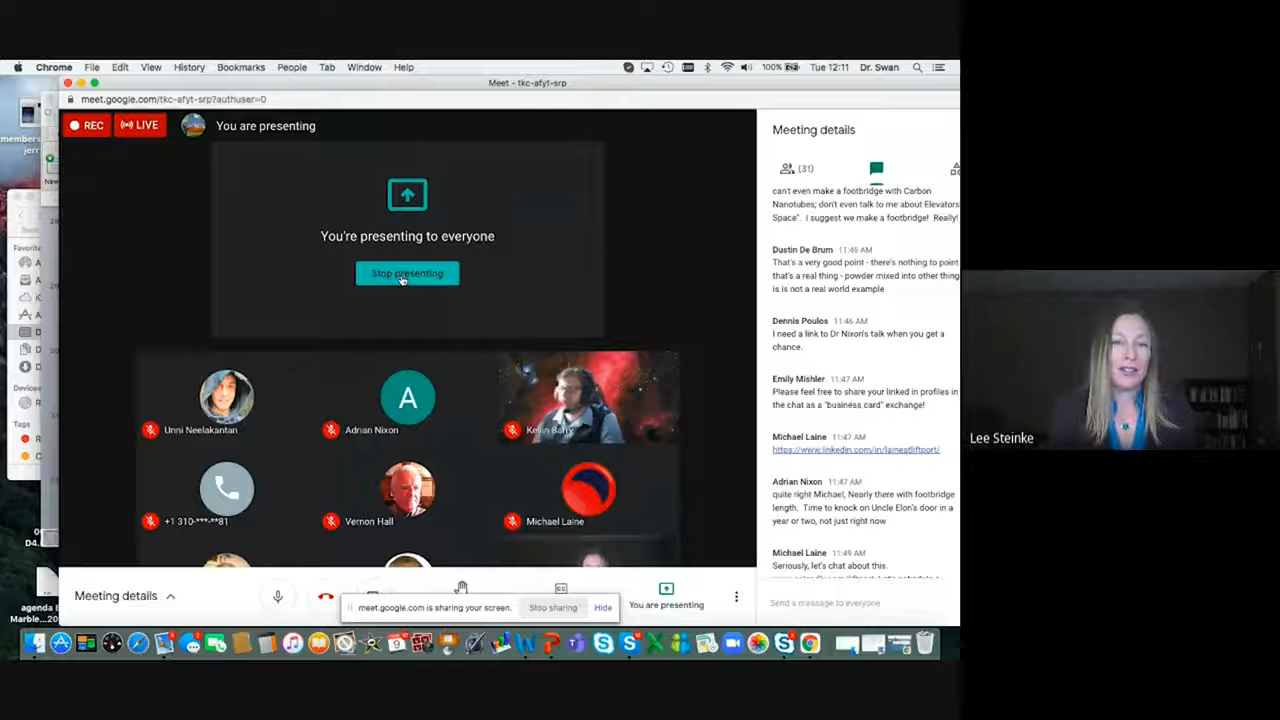 Chrome File Edit View History Bookmarks People Tab Window Help 100% Tue 12:11 Dr. Swan
Meet - tkc-afyt-srp
meet.google.com/tkc-afyt-srp?authuser=0
REC LIVE You are presenting
You're presenting to everyone
Stop presenting
Unni Neelakantan
Adrian Nixon
A
Kevin Barry
+1 310-***-**81
Vernon Hall
Michael Laine
Meeting details
meet.google.com is sharing your screen. Stop sharing Hide
You are presenting
Meeting details
(31)
can't even make a footbridge with Carbon
Nanotubes; don't even talk to me about Elevators
Space". I suggest we make a footbridge! Really!
Dustin De Brum 11:46 AM
That's a very good point - there's nothing to point
that's a real thing - powder mixed into other thing
is is not a real world example
Dennis Poulos 11:46 AM
I need a link to Dr Nixon's talk when you get a
chance.
Emily Mishler 11:47 AM
Please feel free to share your linked in profiles in
the chat as a "business card" exchange!
Michael Laine 11:47 AM
https://www.linkedin.com/in/laineatliftport/
Adrian Nixon 11:47 AM
quite right Michael, Nearly there with footbridge
length. Time to knock on Uncle Elon's door in a
year or two, not just right now
Michael Laine 11:49 AM
Seriously, let's chat about this.
Send a message to everyone
Lee Steinke
Favorite
Devices
Tags
members
agenda
Marble...20